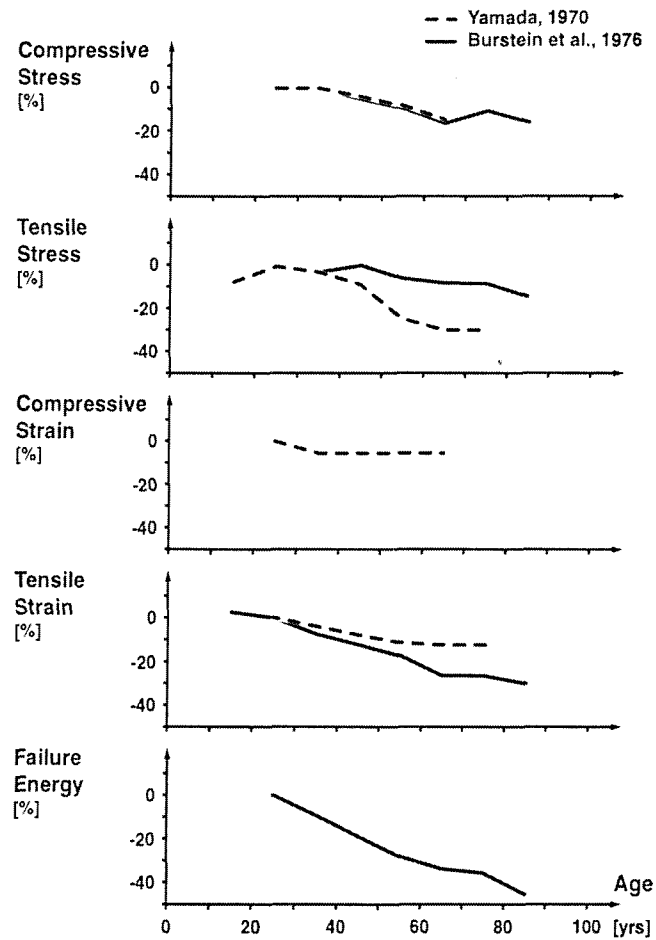 Yamada, 1970
Burstein et al., 1976
Compressive
Stress
[%]
0
-20
-40
Tensile
Stress
[%]
0
-20
-40
Compressive
Strain
[%]
0
-20
-40
Tensile
Strain
[%]
0
-20
-40
Failure
Energy
[%]
0
-20
-40
Age
0 20 40 60 80 100 [yrs]